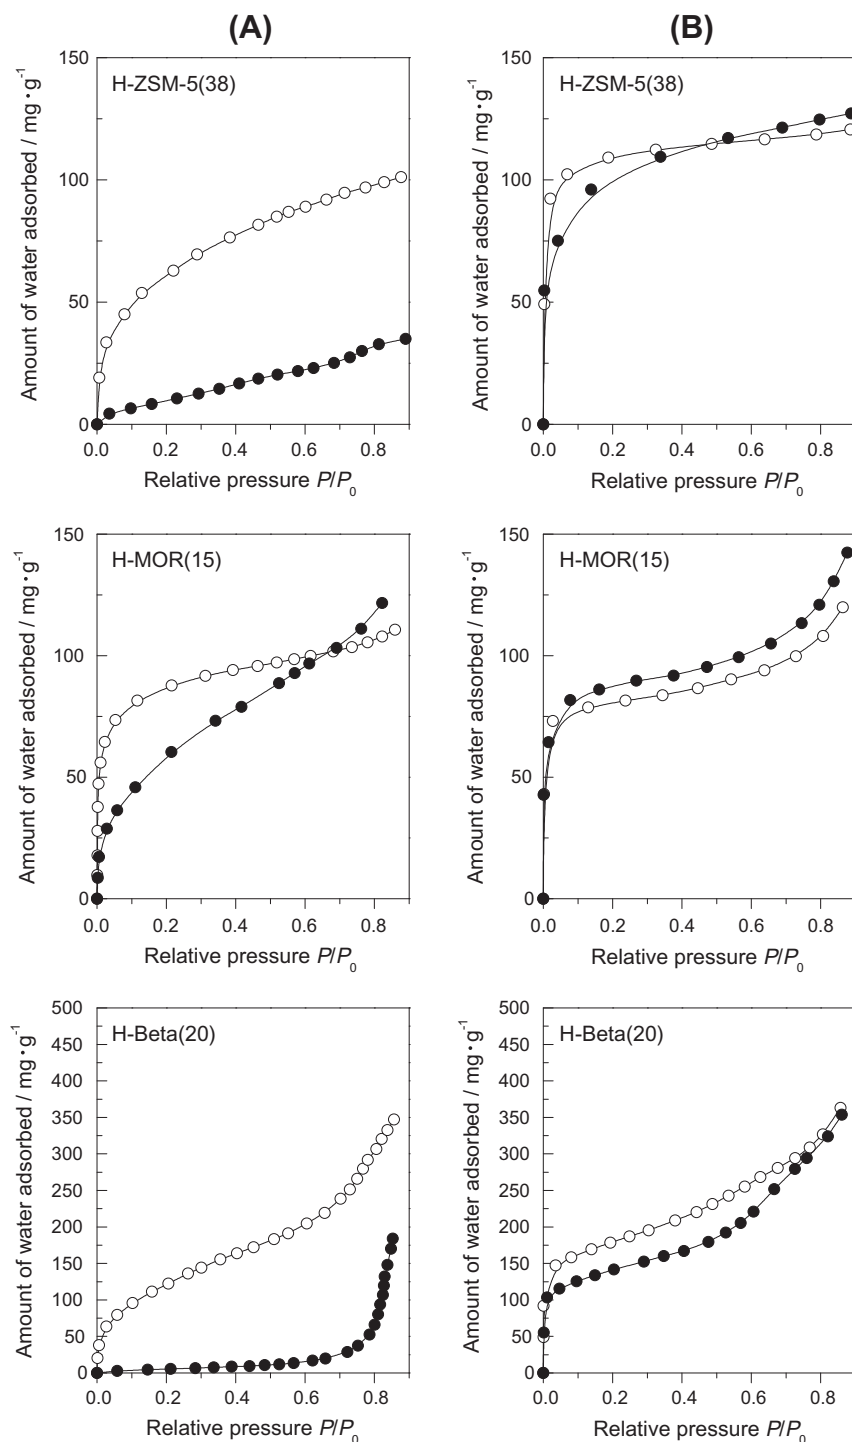 (A)
(B)
Amount of water adsorbed / mg・g⁻¹
H-ZSM-5(38)
150
100
50
0
0.0 0.2 0.4 0.6 0.8
Relative pressure P/P₀
Amount of water adsorbed / mg・g⁻¹
H-ZSM-5(38)
150
100
50
0
0.0 0.2 0.4 0.6 0.8
Relative pressure P/P₀
Amount of water adsorbed / mg・g⁻¹
H-MOR(15)
150
100
50
0
0.0 0.2 0.4 0.6 0.8
Relative pressure P/P₀
Amount of water adsorbed / mg・g⁻¹
H-MOR(15)
150
100
50
0
0.0 0.2 0.4 0.6 0.8
Relative pressure P/P₀
Amount of water adsorbed / mg・g⁻¹
H-Beta(20)
500
450
400
350
300
250
200
150
100
50
0
0.0 0.2 0.4 0.6 0.8
Relative pressure P/P₀
Amount of water adsorbed / mg・g⁻¹
H-Beta(20)
500
450
400
350
300
250
200
150
100
50
0
0.0 0.2 0.4 0.6 0.8
Relative pressure P/P₀